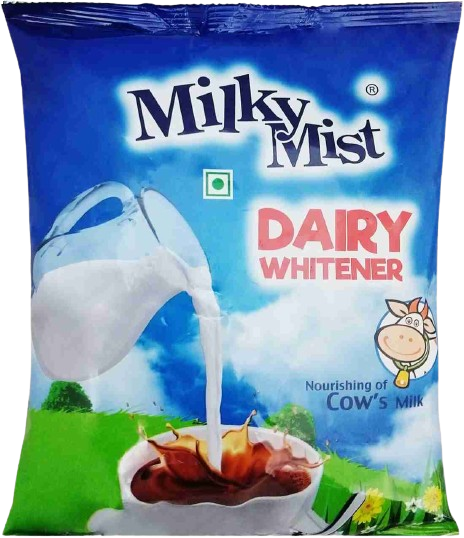 Milky
Mist
®
DAIRY
WHITENER
Nourishing of
Cow's Milk